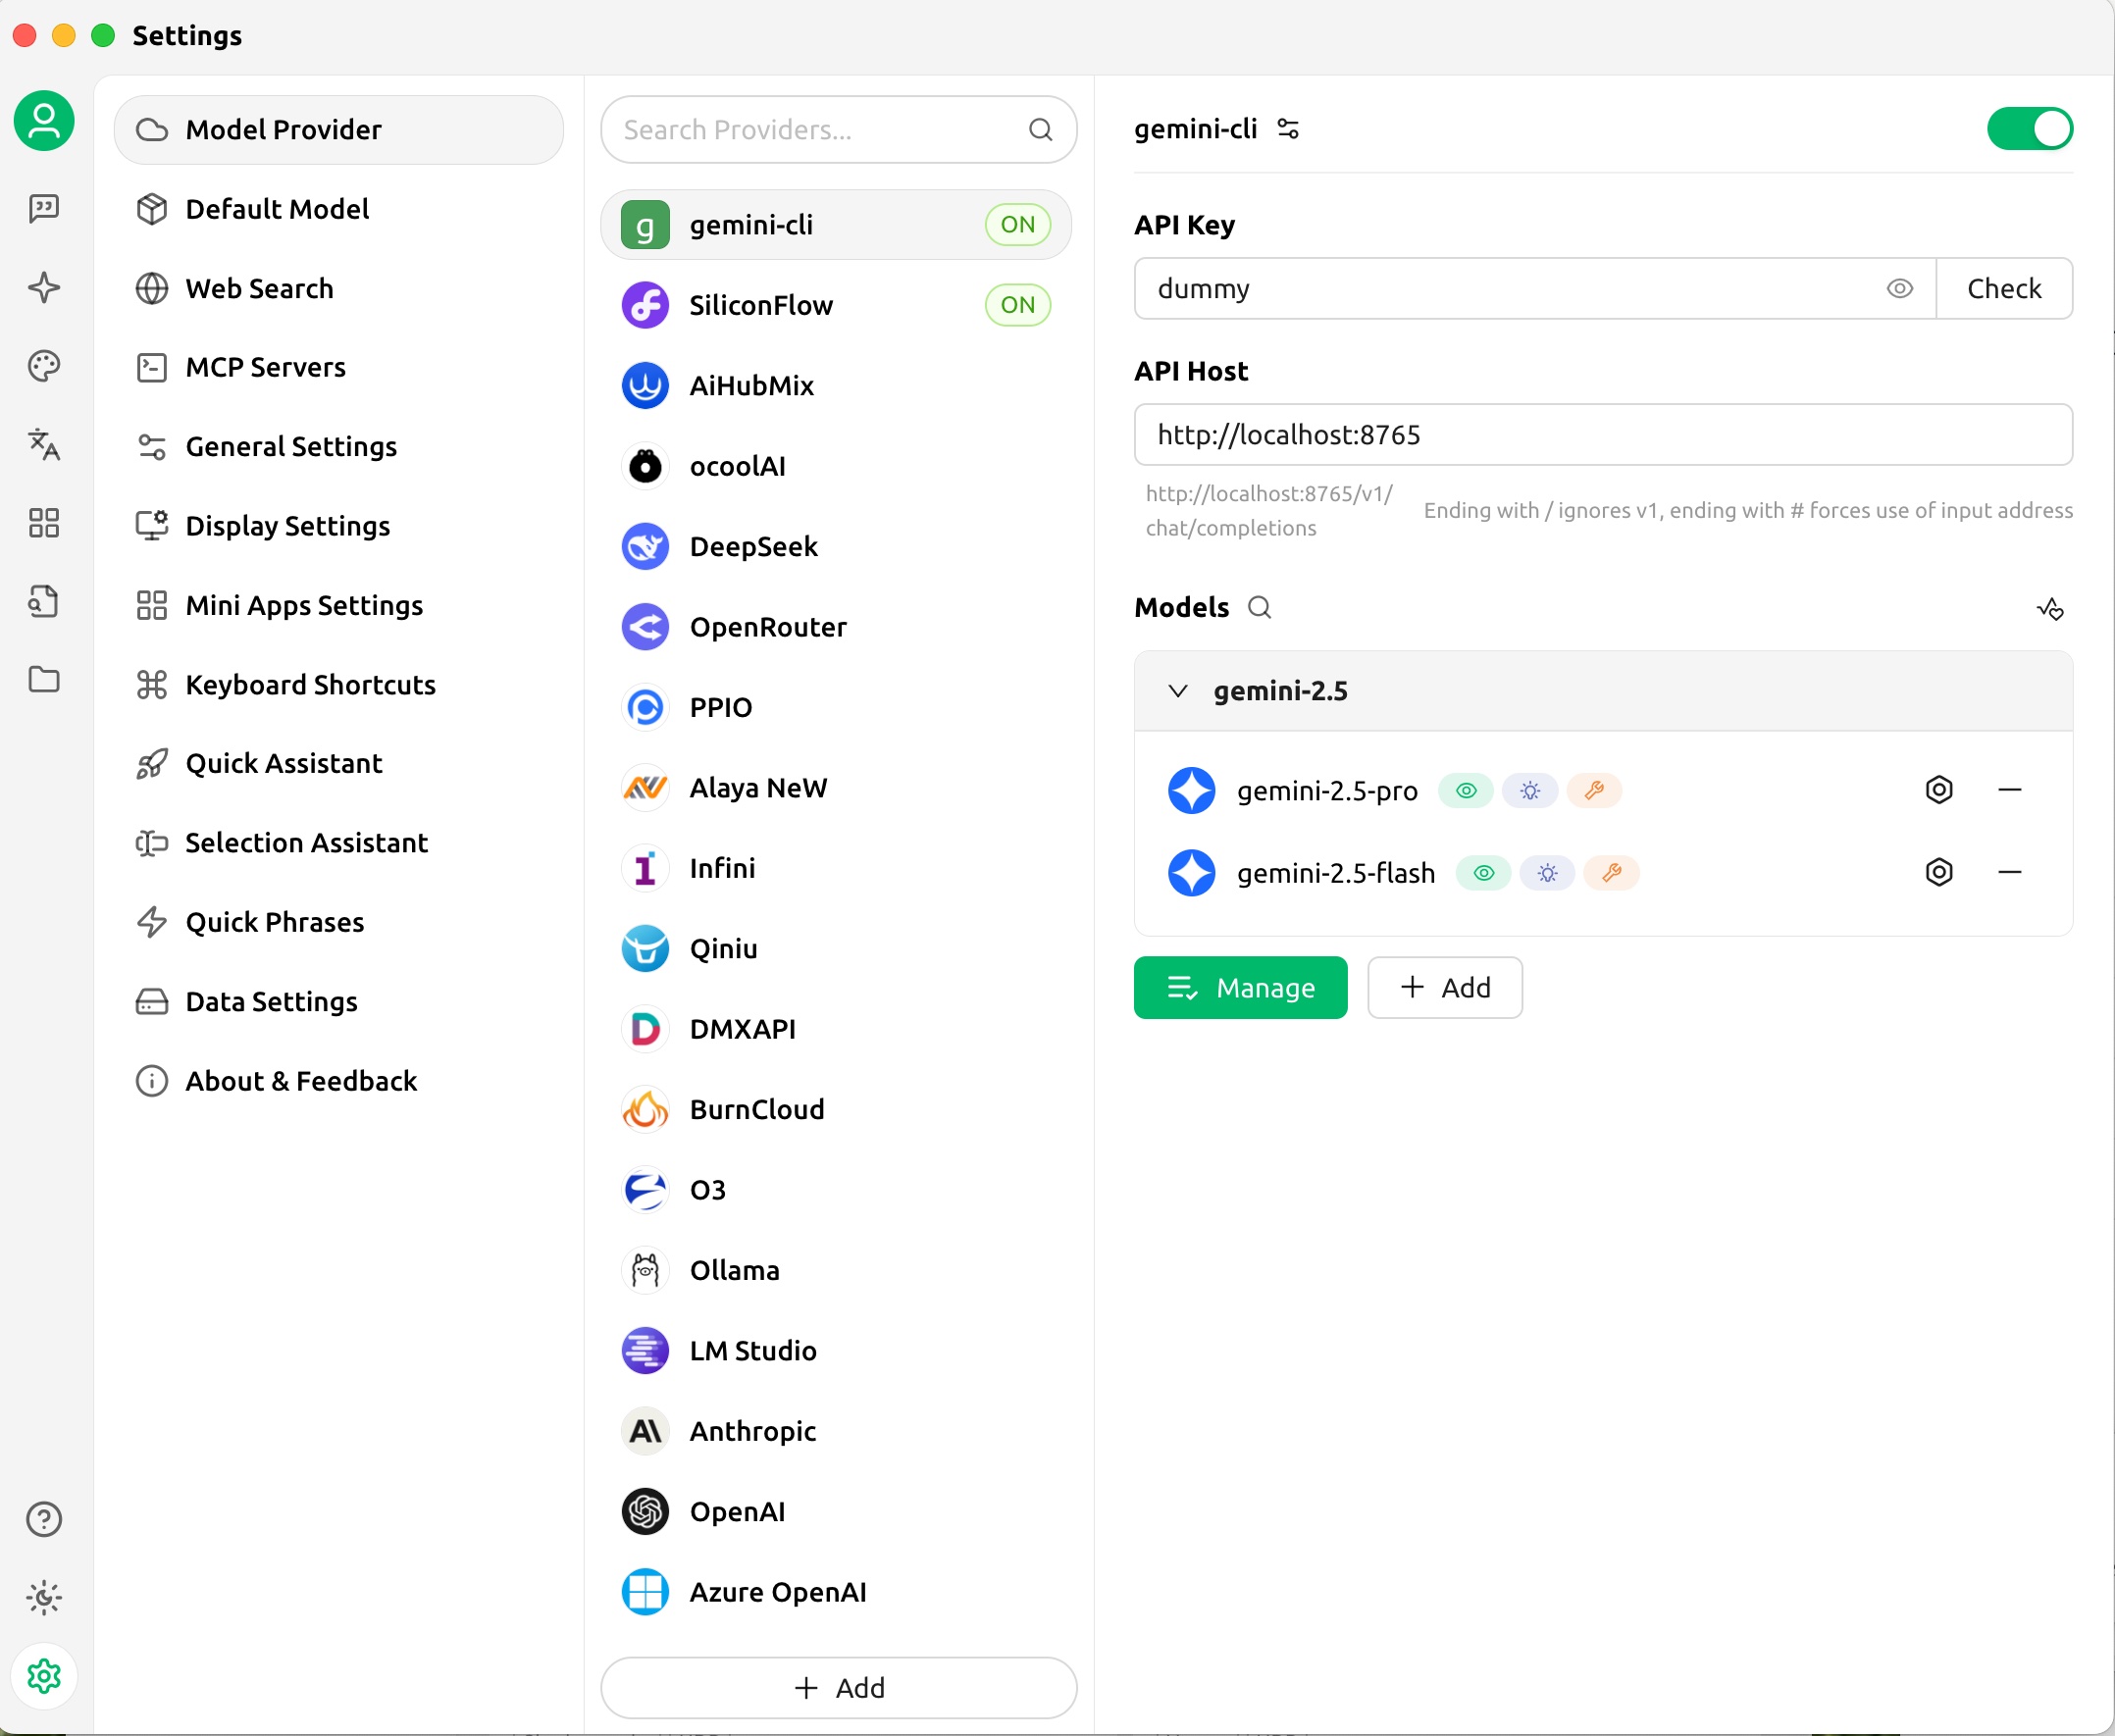 Settings
Model Provider
Default Model
Web Search
MCP Servers
General Settings
Display Settings
Mini Apps Settings
Keyboard Shortcuts
Quick Assistant
Selection Assistant
Quick Phrases
Data Settings
About & Feedback
Search Providers...
g gemini-cli ON
SiliconFlow ON
AiHubMix
ocoolAI
DeepSeek
OpenRouter
PPIO
Alaya NeW
Infini
Qiniu
DMXAPI
BurnCloud
O3
Ollama
LM Studio
Anthropic
OpenAI
Azure OpenAI
Add
gemini-cli
API Key
dummy Check
API Host
http://localhost:8765
http://localhost:8765/v1/
chat/completions
Ending with / ignores v1, ending with # forces use of input address
Models
gemini-2.5
gemini-2.5-pro
gemini-2.5-flash
Manage Add